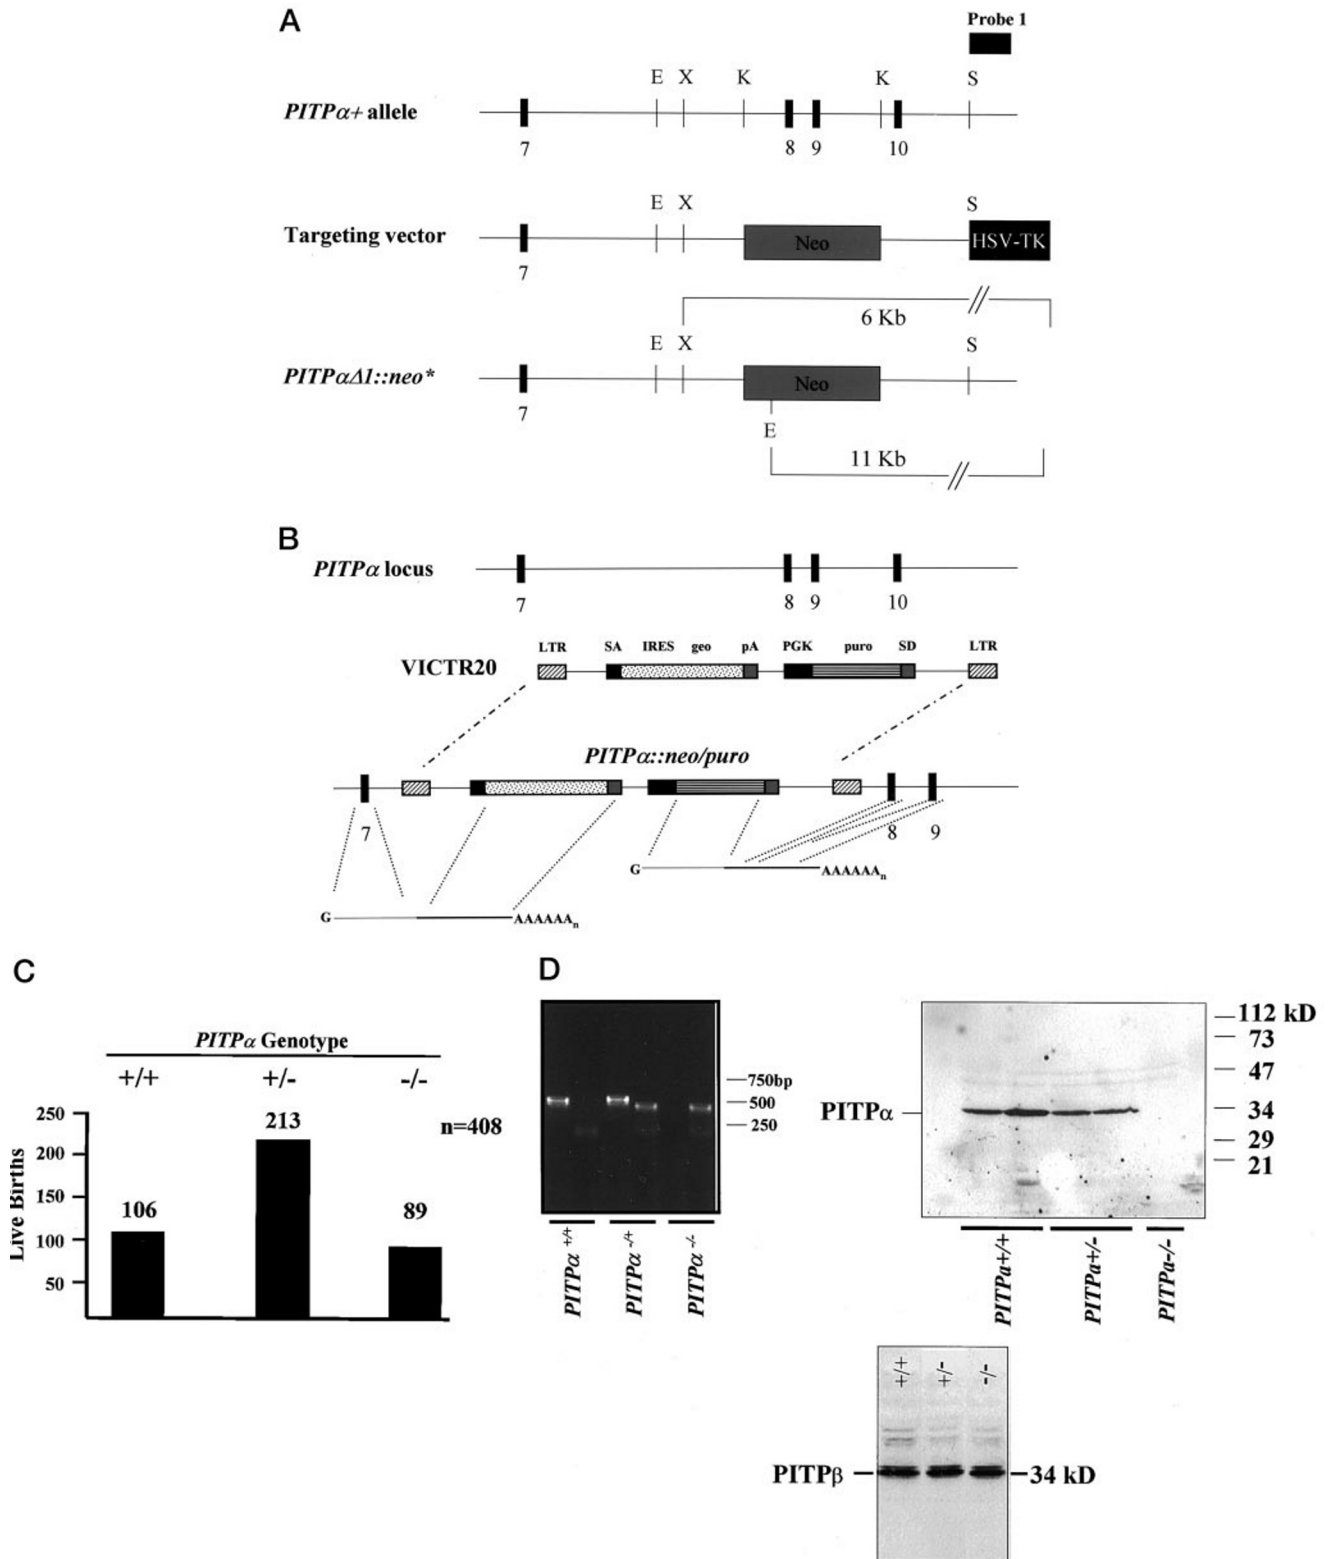 A
Probe 1
E X K K S
PITPα+ allele
7 8 9 10
E X S
Targeting vector
Neo
HSV-TK
7
6 Kb
E X S
PITPαΔ1::neo*
Neo
7
E
11 Kb
B
PITPα locus
7 8 9 10
LTR SA IRES geo pA PGK puro SD LTR
VICTR20
PITPα::neo/puro
7 8 9
G AAAAAAn
G AAAAAAn
C
PITPα Genotype
+/+ +/- -/-
250
200
150
100
50
Live Births
106
213
89
n=408
D
750bp
500
250
PITPα +/+
PITPα -/+
PITPα -/-
PITPα
112 kD
73
47
34
29
21
PITPa+/+
PITPa+/-
PITPa-/-
+/+ +/- -/-
PITPβ
34 kD